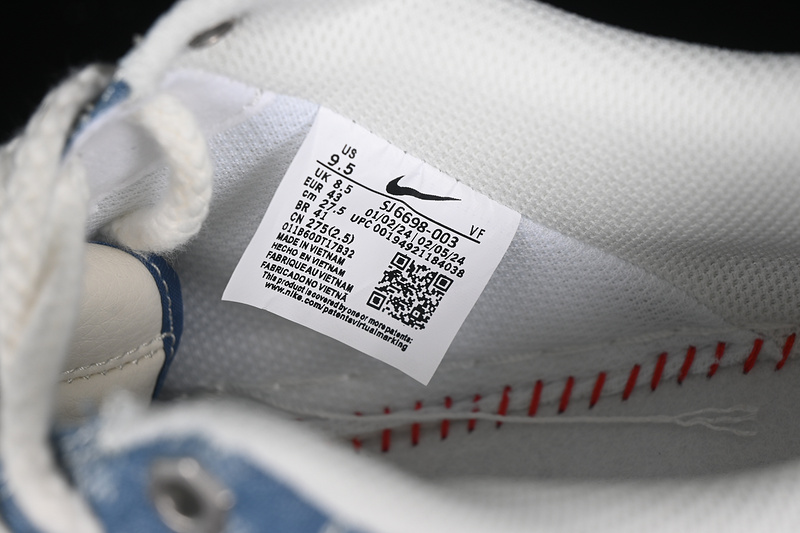 US
9.5
UK 8.5
EUR 43
cm 27.5
BR 41
CN 275(2.5)
SJ6698-003 VF
01/02/24 02/05/24
UPC 00194921184038
011B60DT17B32
MADE IN VIETNAM
HECHO EN VIETNAM
FABRIQUE AU VIETNAM
FABRICADO NO VIETNÃ
This product is covered by one or more patents:
www.nike.com/patentsvirtualmarking